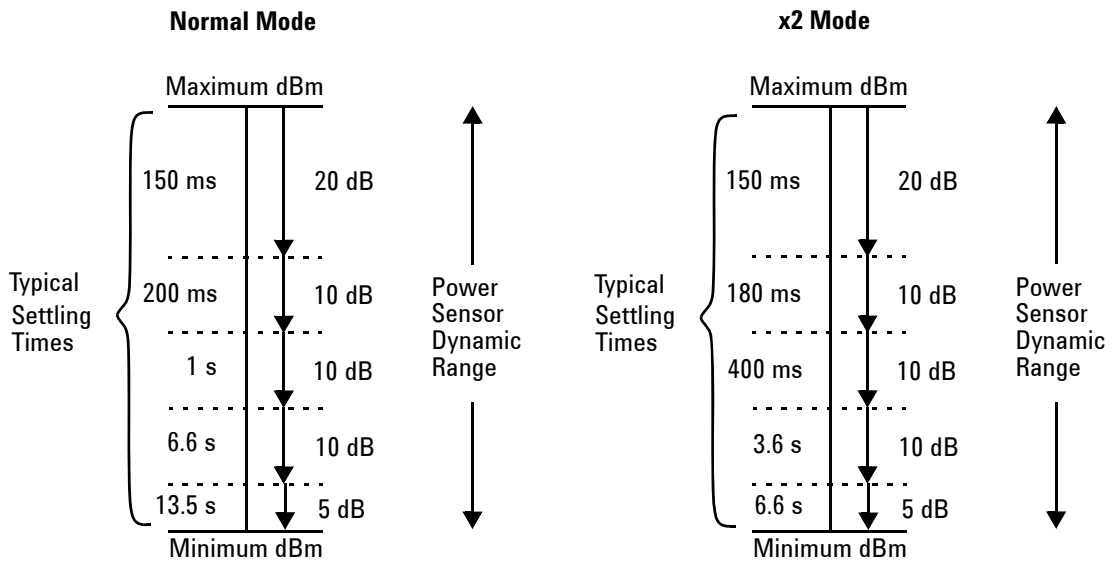 Normal Mode
Maximum dBm
150 ms
20 dB
200 ms
10 dB
1 s
10 dB
6.6 s
10 dB
13.5 s
5 dB
Minimum dBm
Typical
Settling
Times
Power
Sensor
Dynamic
Range
x2 Mode
Maximum dBm
150 ms
20 dB
180 ms
10 dB
400 ms
10 dB
3.6 s
10 dB
6.6 s
5 dB
Minimum dBm
Typical
Settling
Times
Power
Sensor
Dynamic
Range